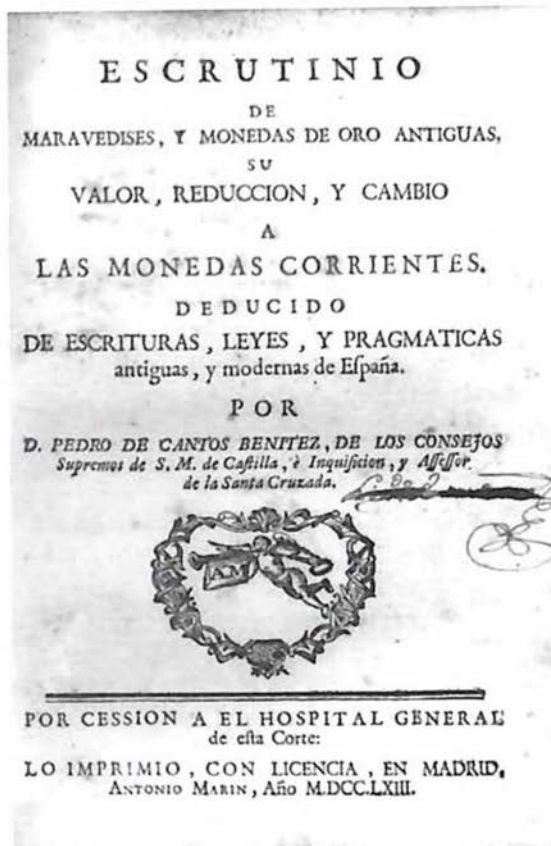 ESCRUTINIO
DE
MARAVEDISES, Y MONEDAS DE ORO ANTIGUAS,
SU
VALOR, REDUCCION, Y CAMBIO
A
LAS MONEDAS CORRIENTES.
DEDUCIDO
DE ESCRITURAS, LEYES, Y PRAGMATICAS
antiguas, y modernas de Eſpaña.
POR
D. PEDRO DE CANTOS BENITEZ, DE LOS CONSEJOS
Supremos de S. M. de Caſtilla, è Inquiſicion, y Aſſeſſor
de la Santa Cruzada.
AM
POR CESSION A EL HOSPITAL GENERAL
de eſta Corte:
LO IMPRIMIO, CON LICENCIA, EN MADRID,
ANTONIO MARIN, Año M.DCC.LXIII.